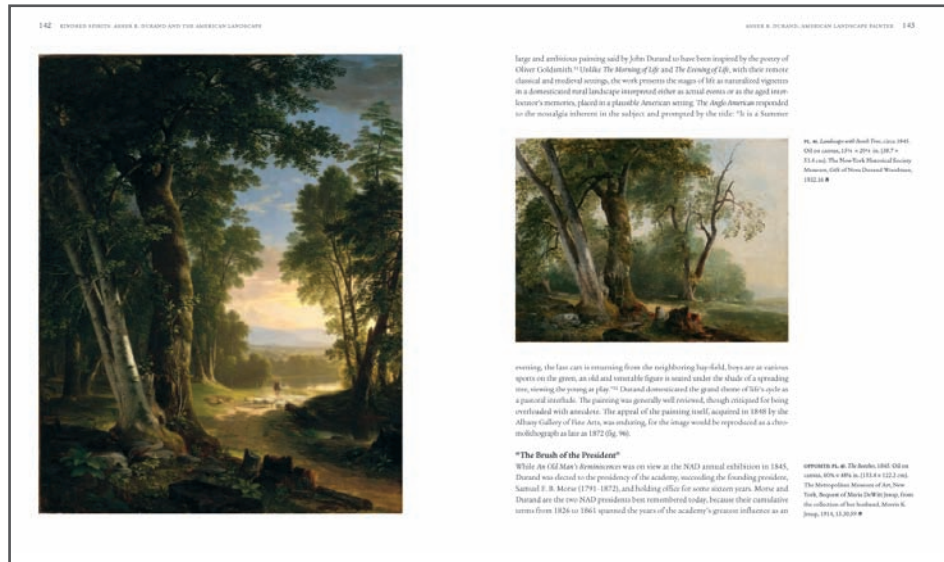 142 KINDRED SPIRITS: ASHER B. DURAND AND THE AMERICAN LANDSCAPE
ASHER B. DURAND: AMERICAN LANDSCAPE PAINTER 143
large and ambitious painting said by John Durand to have been inspired by the poetry of
Oliver Goldsmith. Unlike The Morning of Life and The Evening of Life, with their remote
classical and medieval settings, the work presents the stages of life as naturalized vignettes
in a domesticated rural landscape interpreted either as actual events or as the aged inter-
locutor's memories, placed in a plausible American setting. The Anglo American responded
to the nostalgia inherent in the subject and prompted by the title: "It is a Summer
Landscape with Beech Tree, circa 1845.
Oil on canvas,
The New-York Historical Society
Museum, Gift of Nora Durand Woodman,
evening, the last cart is returning from the neighboring hay-field, boys are at various
sports on the green, an old and venerable figure is seated under the shade of a spreading
tree, viewing the young at play." Durand domesticated the grand theme of life's cycle as
a pastoral interlude. The painting was generally well reviewed, though critiqued for being
overloaded with anecdote. The appeal of the painting itself, acquired in 1848 by the
Albany Gallery of Fine Arts, was enduring, for the image would be reproduced as a chro-
molithograph as late as 1872 (fig. 96).
"The Brush of the President"
While An Old Man's Reminiscences was on view at the NAD annual exhibition in 1845,
Durand was elected to the presidency of the academy, succeeding the founding president,
Samuel F. B. Morse (1791–1872), and holding office for some sixteen years. Morse and
Durand are the two NAD presidents best remembered today, because their cumulative
terms from 1826 to 1861 spanned the years of the academy's greatest influence as an
The Beeches, 1845. Oil on
canvas,
The Metropolitan Museum of Art, New
York, Bequest of Maria DeWitt Jesup, from
the collection of her husband, Morris K.
Jesup, 1914,